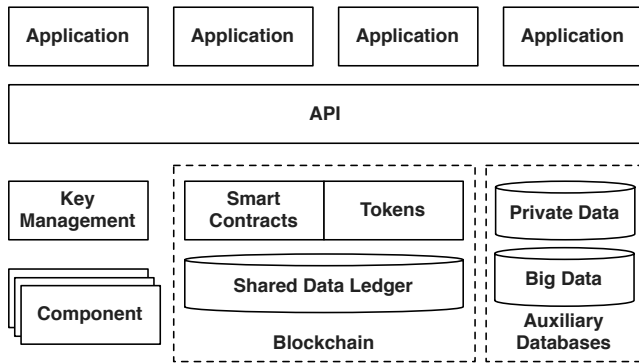 Application Application Application Application
API
Key
Management
Smart
Contracts
Tokens
Private Data
Shared Data Ledger
Big Data
Component
Blockchain
Auxiliary
Databases